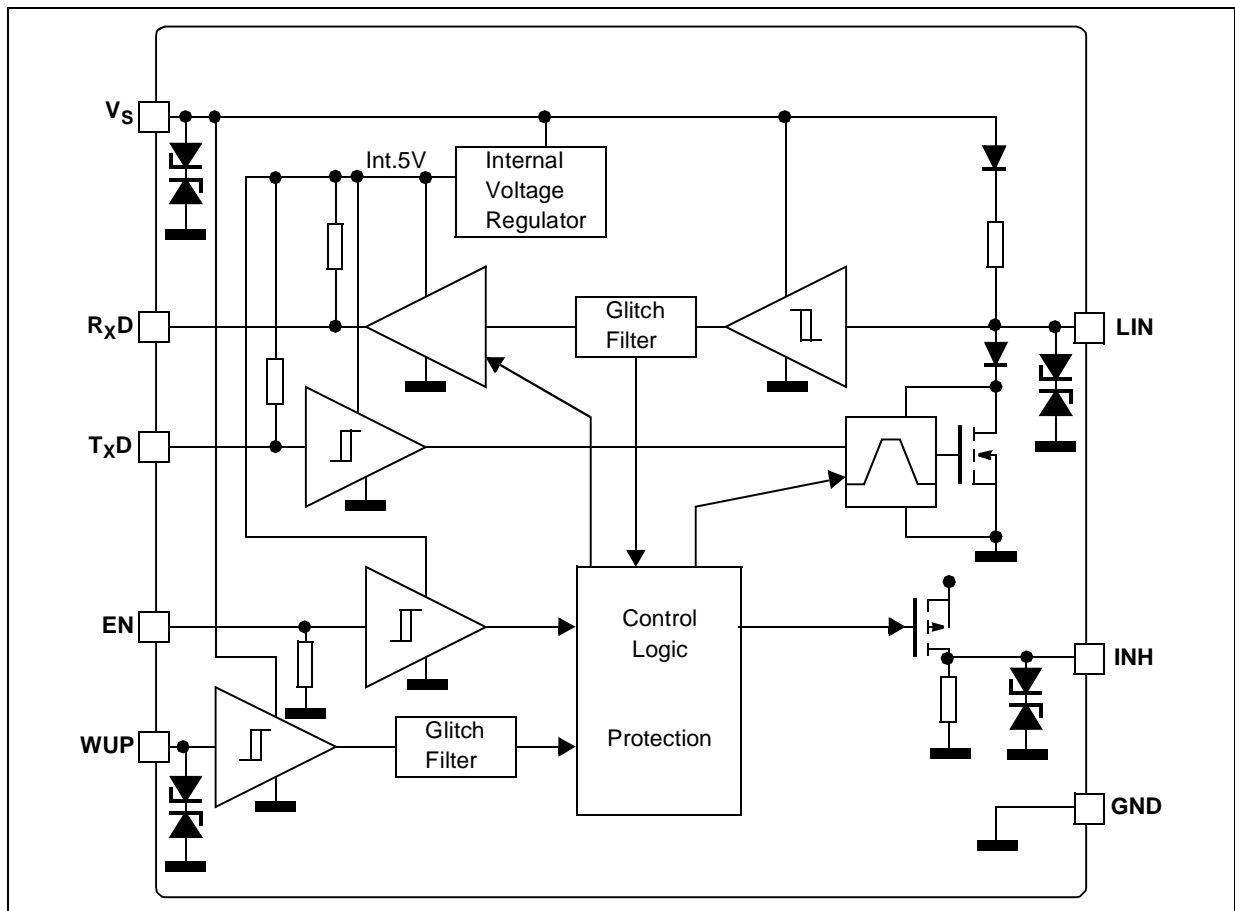 VS
Int.5V
Internal
Voltage
Regulator
RXD
Glitch
Filter
LIN
TXD
EN
Control
Logic
INH
WUP
Glitch
Filter
Protection
GND